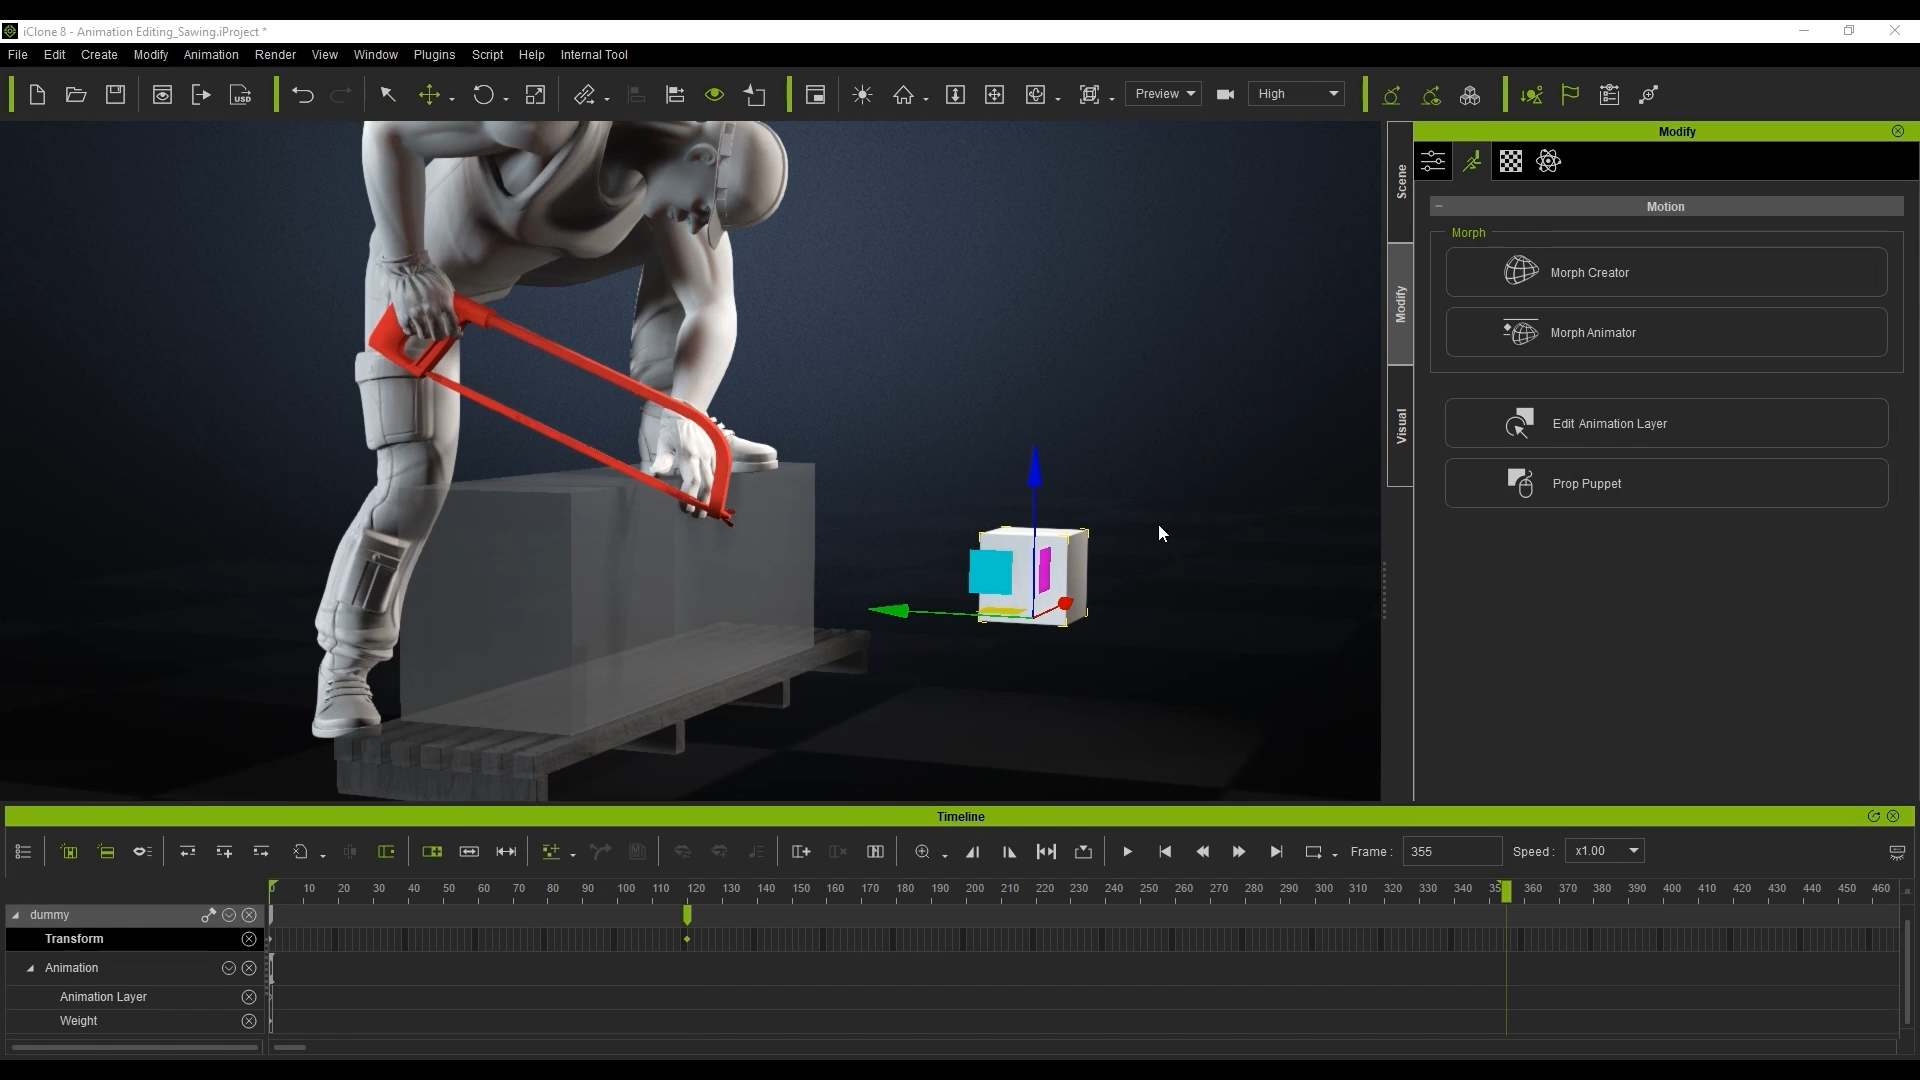 iClone 8 - Animation Editing_Sawing.iProject *
File Edit Create Modify Animation Render View Window Plugins Script Help Internal Tool
USD Preview High
Modify
Scene
Modify
Visual
Motion
Morph
Morph Creator
Morph Animator
Edit Animation Layer
Prop Puppet
Timeline
Frame : 355 Speed : x1.00
0 10 20 30 40 50 60 70 80 90 100 110 120 130 140 150 160 170 180 190 200 210 220 230 240 250 260 270 280 290 300 310 320 330 340 35 360 370 380 390 400 410 420 430 440 450 460
dummy
Transform
Animation
Animation Layer
Weight